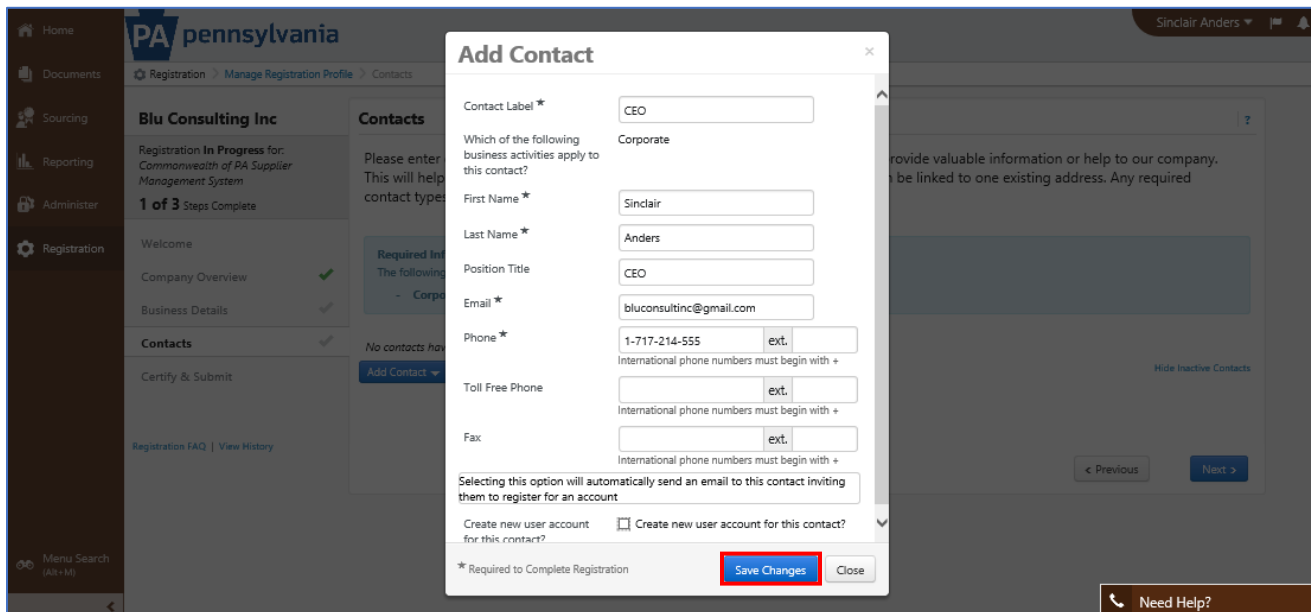 Home
Documents
Sourcing
Reporting
Administer
Registration
Menu Search
(Alt+M)
PA pennsylvania
Sinclair Anders
Registration > Manage Registration Profile > Contacts
Blu Consulting Inc
Registration In Progress for:
Commonwealth of PA Supplier
Management System
1 of 3 Steps Complete
Welcome
Company Overview
Business Details
Contacts
Certify & Submit
Registration FAQ | View History
Contacts
?
Please enter
rovide valuable information or help to our company.
This will help
be linked to one existing address. Any required
contact types
Required Inf
The following
- Corpo
No contacts hav
Add Contact
Hide Inactive Contacts
< Previous
Next >
Add Contact
×
Contact Label ★
CEO
Which of the following
business activities apply to
this contact?
Corporate
First Name ★
Sinclair
Last Name ★
Anders
Position Title
CEO
Email ★
bluconsultinc@gmail.com
Phone ★
1-717-214-555 ext.
International phone numbers must begin with +
Toll Free Phone
ext.
International phone numbers must begin with +
Fax
ext.
International phone numbers must begin with +
Selecting this option will automatically send an email to this contact inviting
them to register for an account
Create new user account
for this contact?
Create new user account for this contact?
★ Required to Complete Registration
Save Changes
Close
Need Help?